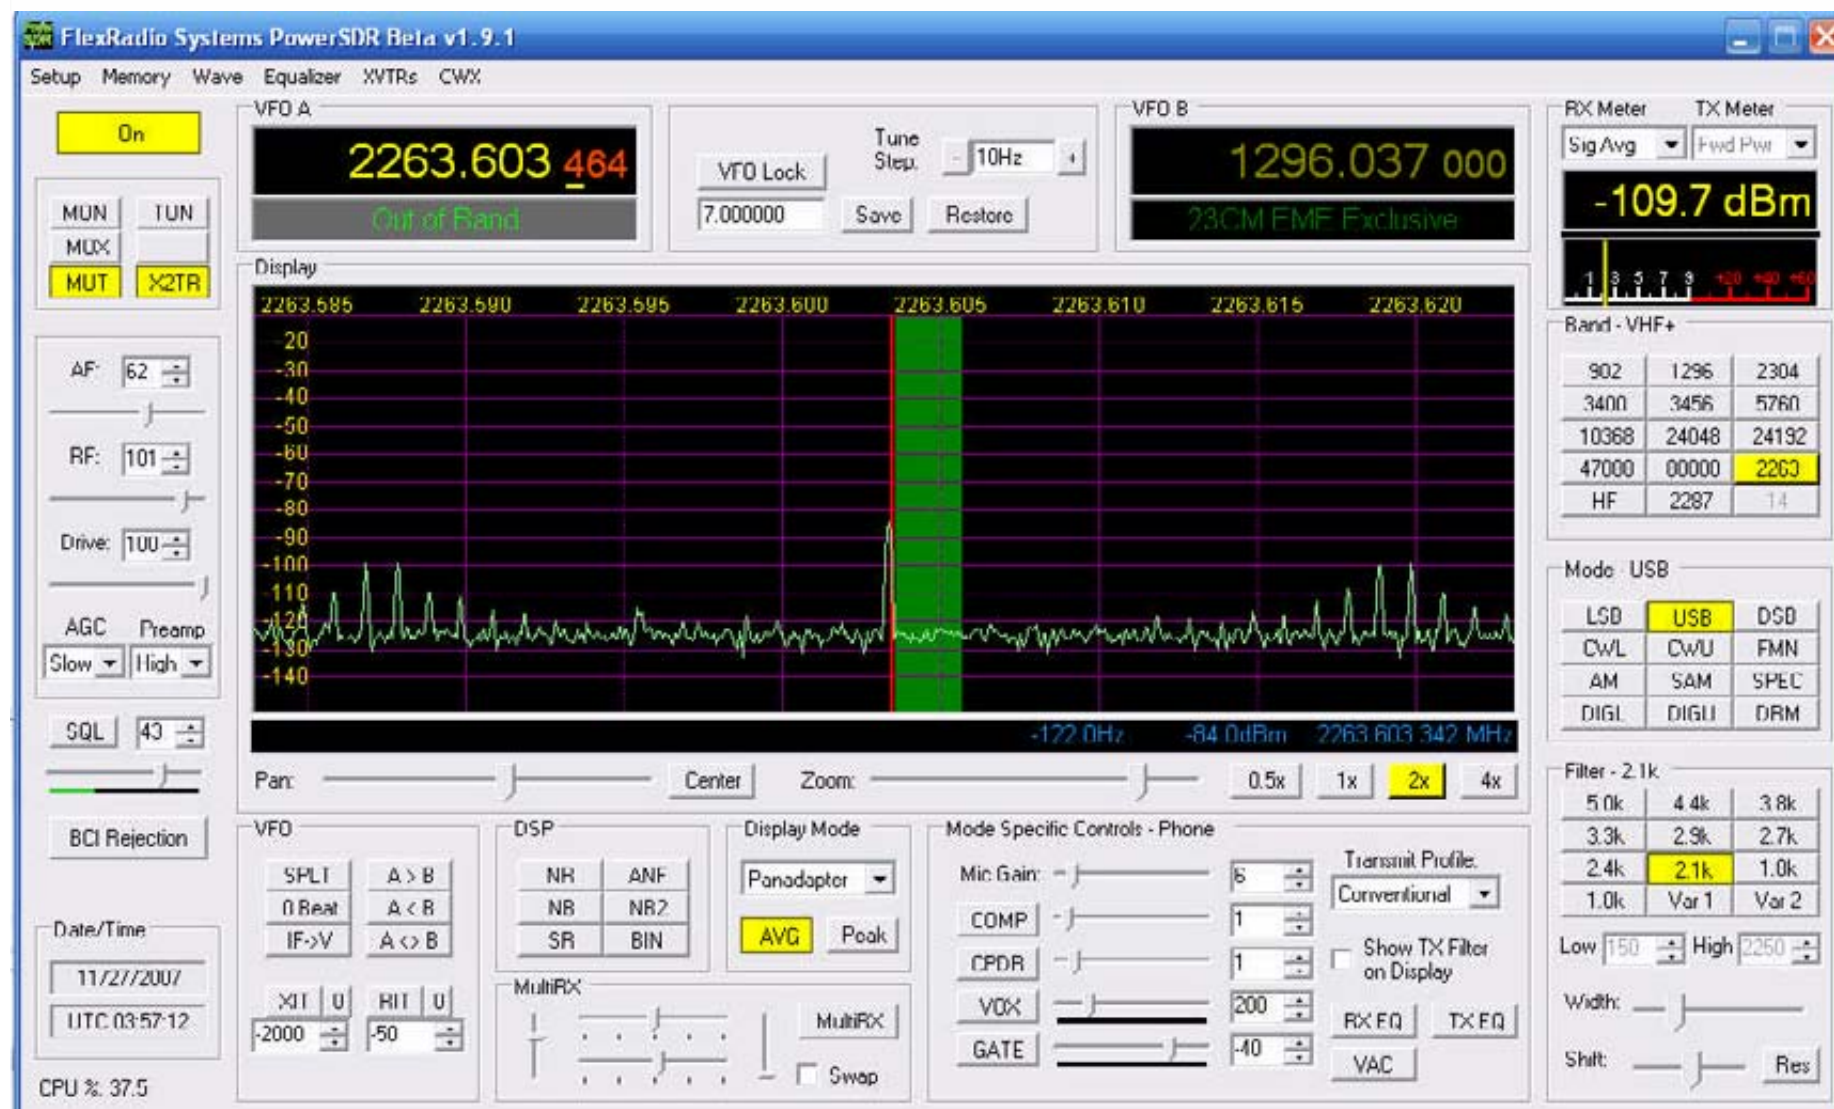 FlexRadio Systems PowerSDR Beta v1.9.1
Setup Memory Wave Equalizer XVTRs CWX
On
MON TUN
MUX
MUT X2TR
AF: 62
RF: 101
Drive: 100
AGC Preamp
Slow High
SQL 43
BCI Rejection
Date/Time
11/27/2007
UTC 03:57:12
CPU %: 37.5
VFO A
2263.603 464
Out of Band
VFO Lock
Tune Step:
- 10Hz +
7.000000 Save Restore
VFO B
1296.037 000
23CM EME Exclusive
Display
2263.585 2263.590 2263.595 2263.600 2263.605 2263.610 2263.615 2263.620
20
-30
-40
-50
-60
-70
-80
-90
-100
-110
-120
-130
-140
-122.0Hz -84.0dBm 2263.603 342 MHz
Pan: Center Zoom: 0.5x 1x 2x 4x
VFO
SPLT A > B
0 Beat A < B
IF->V A <> B
XIT 0 RIT 0
-2000 -50
DSP
NR ANF
NB NB2
SR BIN
Display Mode
Panadapter
AVG Peak
MultiRX
MultiRX
Swap
Mode Specific Controls - Phone
Mic Gain: 6
COMP 1
CPDR 1
VOX 200
GATE -40
Transmit Profile:
Conventional
Show TX Filter
on Display
RX EQ TX EQ
VAC
RX Meter TX Meter
Sig Avg Fwd Pwr
-109.7 dBm
1 3 5 7 9 +20 +40 +60
Band - VHF+
902 1296 2304
3400 3456 5760
10368 24048 24192
47000 00000 2263
HF 2287 14
Mode - USB
LSB USB DSB
CWL CWU FMN
AM SAM SPEC
DIGL DIGU DRM
Filter - 2.1k
5.0k 4.4k 3.8k
3.3k 2.9k 2.7k
2.4k 2.1k 1.0k
1.0k Var 1 Var 2
Low 150 High 2250
Width:
Shift: Res